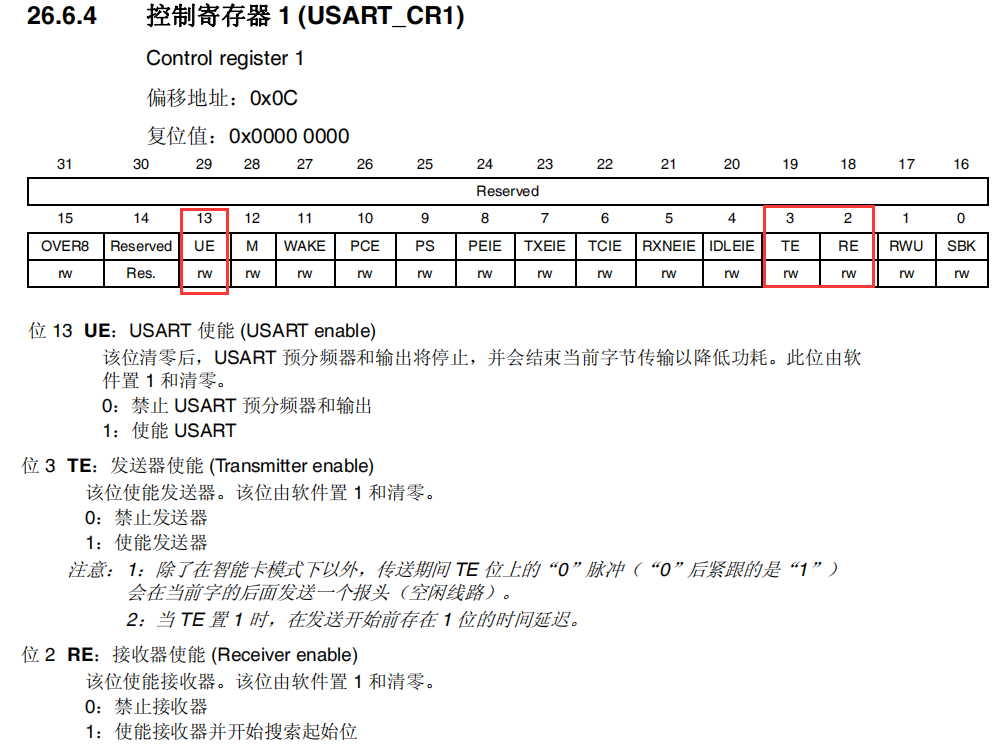 26.6.4 控制寄存器 1 (USART_CR1)
Control register 1
偏移地址：0x0C
复位值：0x0000 0000
31 30 29 28 27 26 25 24 23 22 21 20 19 18 17 16
Reserved
15 14 13 12 11 10 9 8 7 6 5 4 3 2 1 0
OVER8 Reserved UE M WAKE PCE PS PEIE TXEIE TCIE RXNEIE IDLEIE TE RE RWU SBK
rw Res. rw rw rw rw rw rw rw rw rw rw rw rw rw rw
位 13 UE：USART 使能 (USART enable)
该位清零后，USART 预分频器和输出将停止，并会结束当前字节传输以降低功耗。此位由软
件置 1 和清零。
0：禁止 USART 预分频器和输出
1：使能 USART
位 3 TE：发送器使能 (Transmitter enable)
该位使能发送器。该位由软件置 1 和清零。
0：禁止发送器
1：使能发送器
注意： 1：除了在智能卡模式下以外，传送期间 TE 位上的“0”脉冲（“0”后紧跟的是“1”）
会在当前字的后面发送一个报头（空闲线路）。
2：当 TE 置 1 时，在发送开始前存在 1 位的时间延迟。
位 2 RE：接收器使能 (Receiver enable)
该位使能接收器。该位由软件置 1 和清零。
0：禁止接收器
1：使能接收器并开始搜索起始位